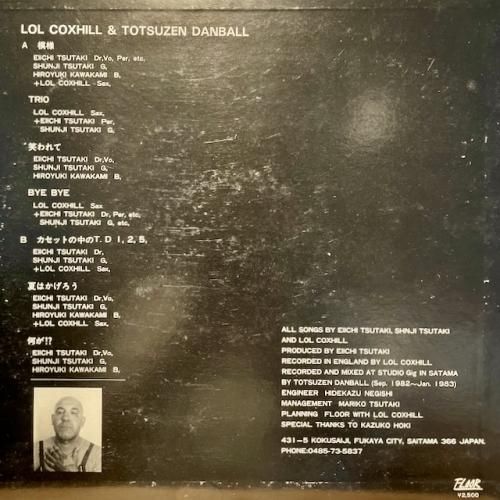 LOL COXHILL & TOTSUZEN DANBALL
A 模様
EIICHI TSUTAKI Dr,Vo, Per, etc.
SHUNJI TSUTAKI G,
HIROYUKI KAWAKAMI B,
+LOL COXHILL Sax,
TRIO
LOL COXHILL Sax,
+EIICHI TSUTAKI Per,
SHUNJI TSUTAKI G,
笑われて
EIICHI TSUTAKI Dr,Vo,
SHUNJI TSUTAKI G,
HIROYUKI KAWAKAMI B,
BYE BYE
LOL COXHILL Sax
+EIICHI TSUTAKI Dr, Per, etc,
SHUNJI TSUTAKI G, etc,
B カセットの中のT. D 1, 2, 5,
EIICHI TSUTAKI Dr,
SHUNJI TSUTAKI G,
+LOL COXHILL Sax,
夏はかげろう
EIICHI TSUTAKI Dr,Vo,
SHUNJI TSUTAKI G,
HIROYUKI KAWAKAMI B,
+LOL COXHLL Sax,
何が!?
EIICHI TSUTAKI Dr,Vo,
SHUNJI TSUTAKI G,
HIROYUKI KAWAKAMI B,
ALL SONGS BY EIICHI TSUTAKI, SHNJI TSUTAKI
AND LOL COXHILL
PRODUCED BY EIICHI TSUTAKI
RECORDED IN ENGLAND BY LOL COXHILL
RECORDED AND MIXED AT STUDIO Gig IN SATAMA
BY TOTSUZEN DANBALL (Sep. 1982〜Jan. 1983)
ENGINEER HIDEKAZU NEGISHI
MANAGEMENT MARIKO TSUTAKI
PLANNING FLOOR WITH LOL COXHILL
SPECIAL THANKS TO KAZUKO HOKI
431-5 KOKUSAIJI, FUKAYA CITY, SAITAMA 366 JAPAN.
PHONE:0485-73-5837
FLOOR
¥2,500